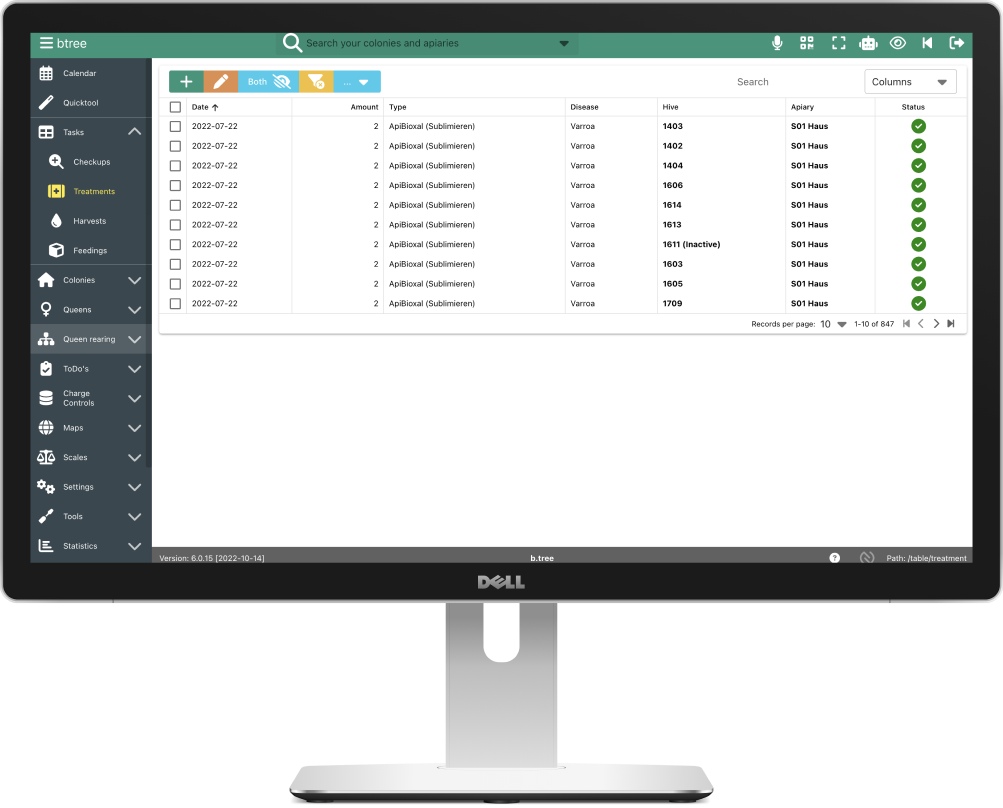 btree
Search your colonies and apiaries
Calendar
Quicktool
Tasks
Checkups
Treatments
Harvests
Feedings
Colonies
Queens
Queen rearing
ToDo's
Charge
Controls
Maps
Scales
Settings
Tools
Statistics
Both ...
Search
Columns
Date Amount Type Disease Hive Apiary Status
2022-07-22 2 ApiBioxal (Sublimieren) Varroa 1403 S01 Haus
2022-07-22 2 ApiBioxal (Sublimieren) Varroa 1402 S01 Haus
2022-07-22 2 ApiBioxal (Sublimieren) Varroa 1404 S01 Haus
2022-07-22 2 ApiBioxal (Sublimieren) Varroa 1606 S01 Haus
2022-07-22 2 ApiBioxal (Sublimieren) Varroa 1614 S01 Haus
2022-07-22 2 ApiBioxal (Sublimieren) Varroa 1613 S01 Haus
2022-07-22 2 ApiBioxal (Sublimieren) Varroa 1611 (Inactive) S01 Haus
2022-07-22 2 ApiBioxal (Sublimieren) Varroa 1603 S01 Haus
2022-07-22 2 ApiBioxal (Sublimieren) Varroa 1605 S01 Haus
2022-07-22 2 ApiBioxal (Sublimieren) Varroa 1709 S01 Haus
Records per page: 10 1-10 of 847
Version: 6.0.15 [2022-10-14] b.tree ? Path: /table/treatment
DELL